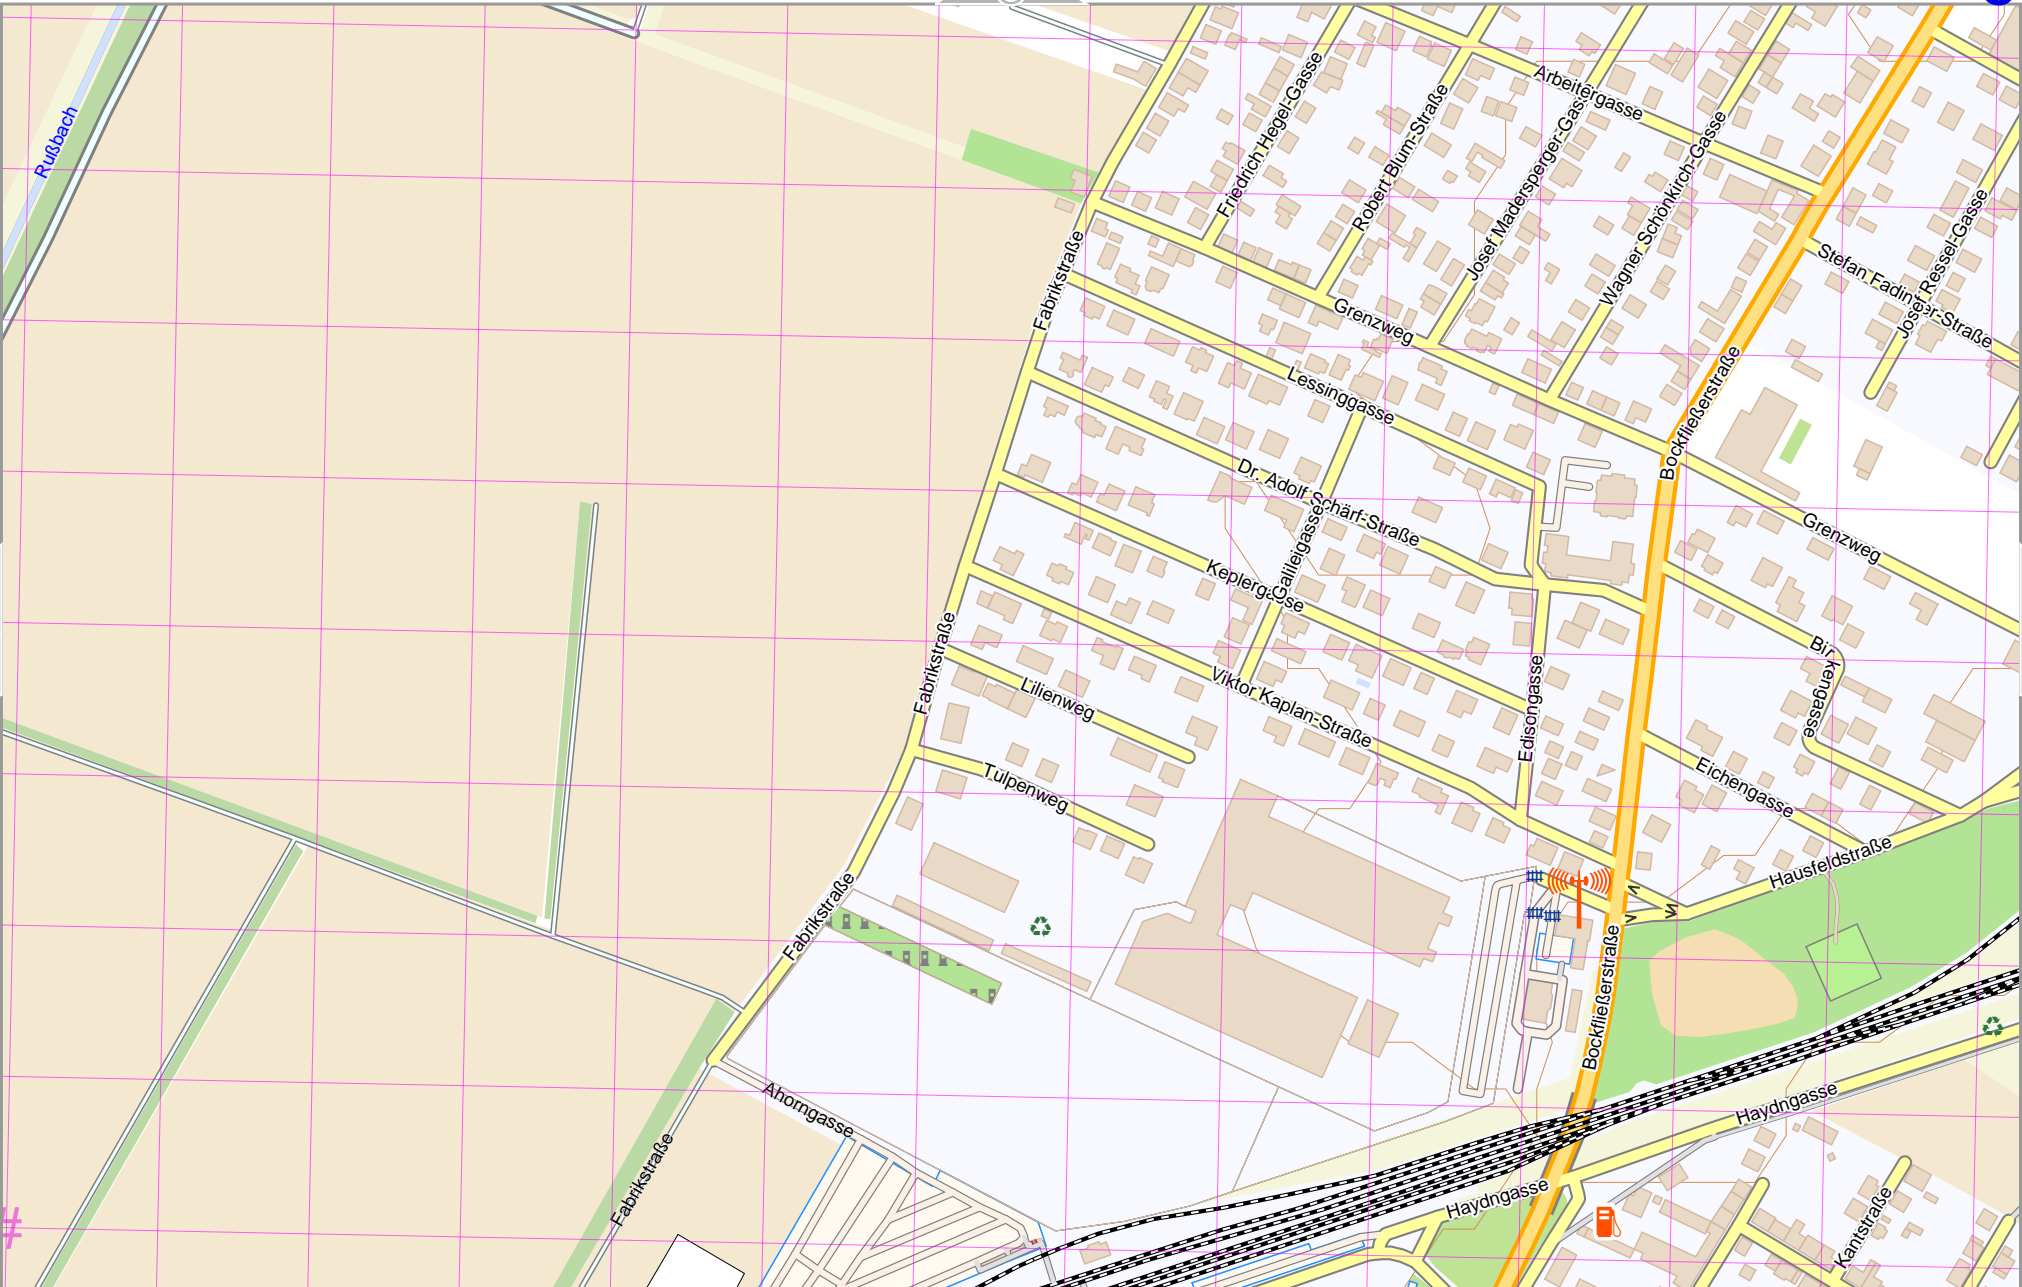 Rußbach
Friedrich Hegel-Gasse
Robert Blum-Straße
Arbeitergasse
Josef Madersperger-Gasse
Wagner Schönkirch-Gasse
Josef Ressel-Gasse
Stefan Fadinger-Straße
Fabrikstraße
Grenzweg
Lessinggasse
Bockfließerstraße
Dr. Adolf Schärf-Straße
Grenzweg
Galileigasse
Keplergasse
Fabrikstraße
Birkengasse
Lilienweg
Viktor Kaplan-Straße
Edisongasse
Tulpenweg
Eichengasse
Hausfeldstraße
Fabrikstraße
Bockfließerstraße
Ahorngasse
Haydngasse
Fabrikstraße
Haydngasse
Kantstraße
#